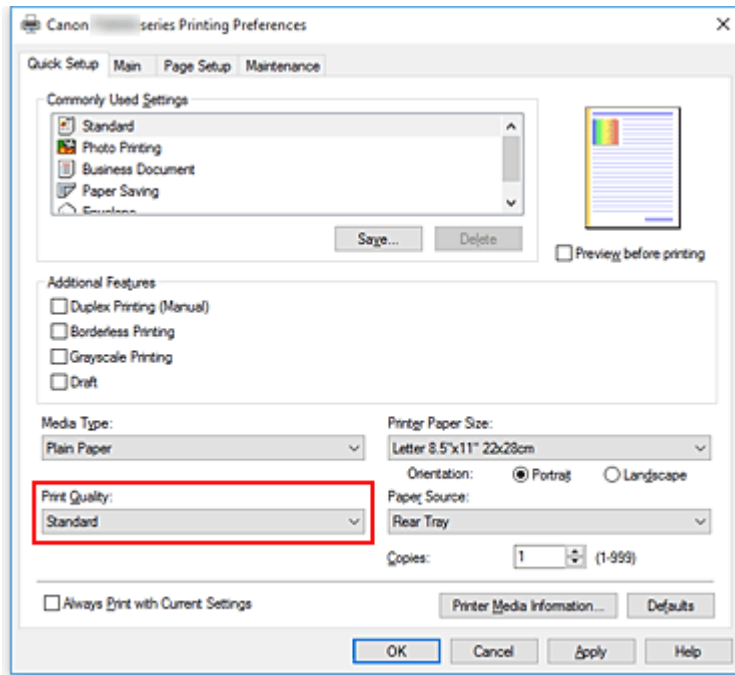 Canon series Printing Preferences
Quick Setup Main Page Setup Maintenance
Commonly Used Settings
Standard
Photo Printing
Business Document
Paper Saving
Envelope
Save... Delete
Preview before printing
Additional Features
Duplex Printing (Manual)
Borderless Printing
Grayscale Printing
Draft
Media Type:
Plain Paper
Printer Paper Size:
Letter 8.5"x11" 22x28cm
Orientation: Portrait Landscape
Print Quality:
Standard
Paper Source:
Rear Tray
Copies: 1 (1-999)
Always Print with Current Settings
Printer Media Information... Defaults
OK Cancel Apply Help